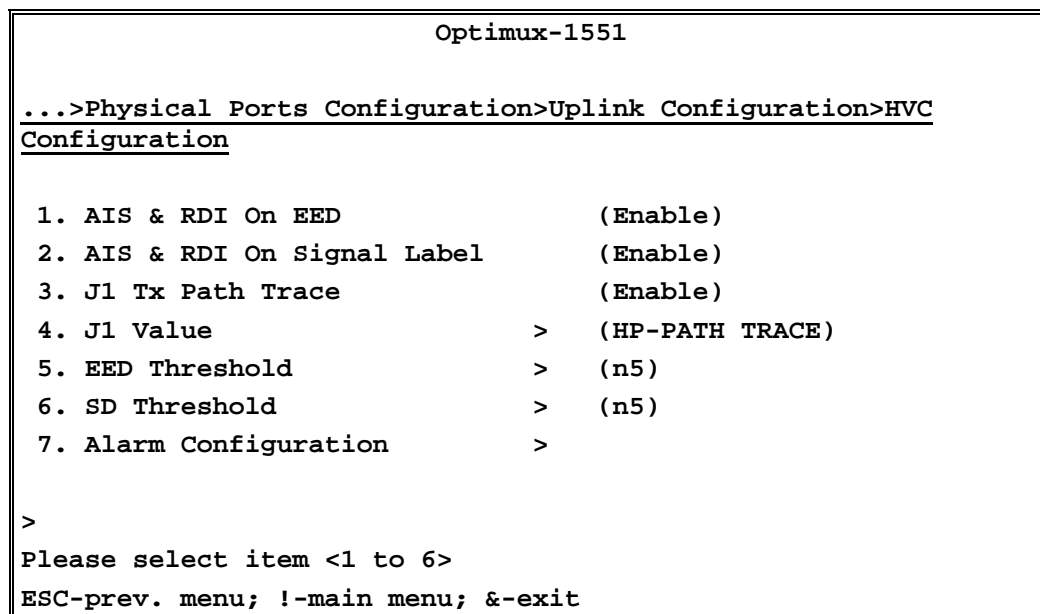 Optimux-1551
...>Physical Ports Configuration>Uplink Configuration>HVC
Configuration
1. AIS & RDI On EED (Enable)
2. AIS & RDI On Signal Label (Enable)
3. J1 Tx Path Trace (Enable)
4. J1 Value > (HP-PATH TRACE)
5. EED Threshold > (n5)
6. SD Threshold > (n5)
7. Alarm Configuration >
>
Please select item <1 to 6>
ESC-prev. menu; !-main menu; &-exit